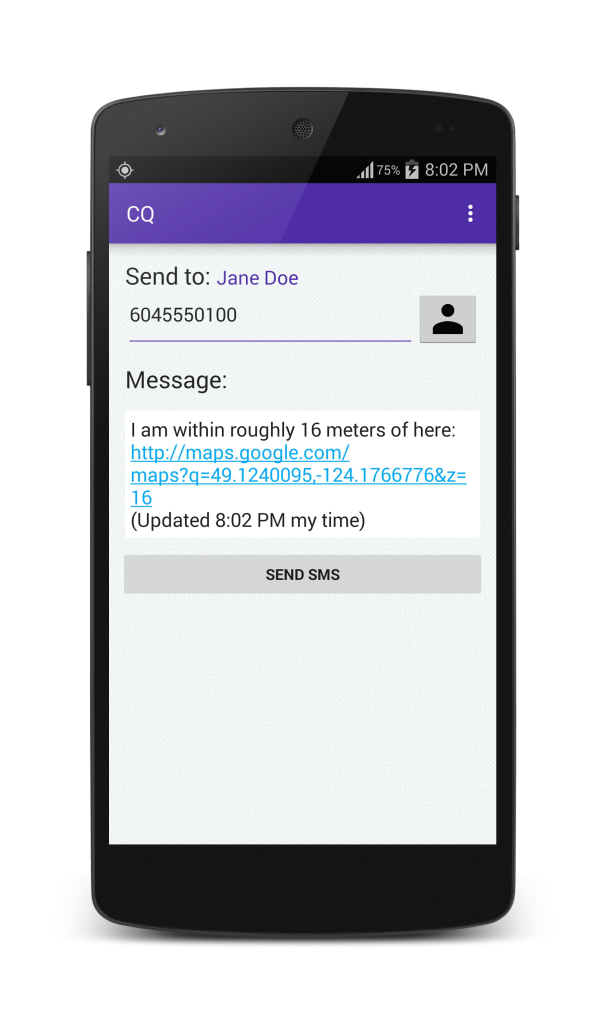 75% 8:02 PM
CQ
Send to: Jane Doe
6045550100
Message:
I am within roughly 16 meters of here:
http://maps.google.com/
maps?q=49.1240095,-124.1766776&z=
16
(Updated 8:02 PM my time)
SEND SMS